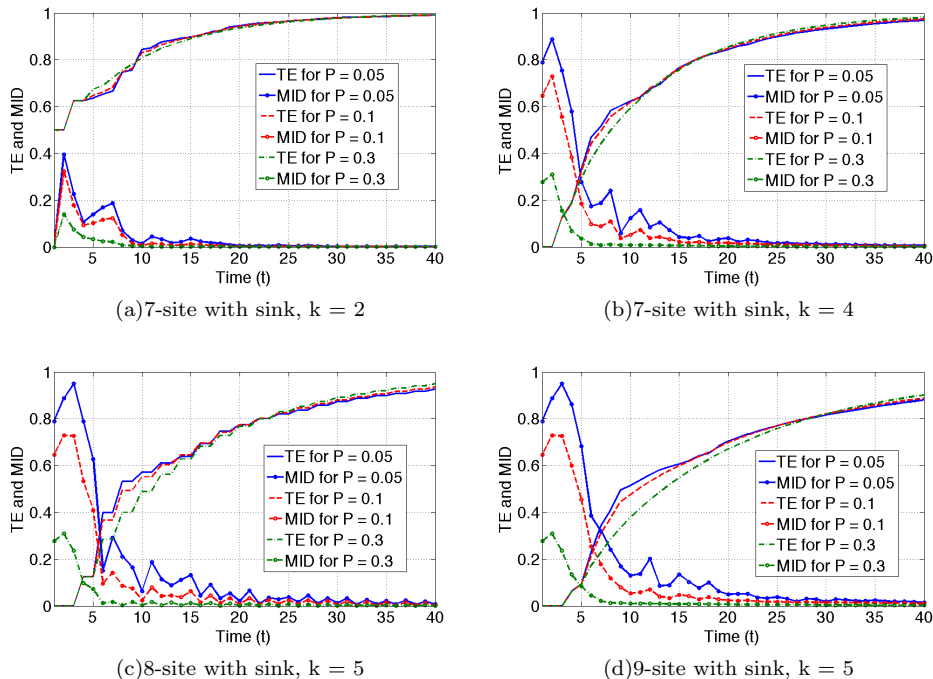 1
0.8
0.6
0.4
0.2
0
TE and MID
5 10 15 20 25 30 35 40
Time (t)
TE for P = 0.05
MID for P = 0.05
TE for P = 0.1
MID for P = 0.1
TE for P = 0.3
MID for P = 0.3
(a)7-site with sink, k = 2
1
0.8
0.6
0.4
0.2
0
TE and MID
5 10 15 20 25 30 35 40
Time (t)
TE for P = 0.05
MID for P = 0.05
TE for P = 0.1
MID for P = 0.1
TE for P = 0.3
MID for P = 0.3
(b)7-site with sink, k = 4
1
0.8
0.6
0.4
0.2
0
TE and MID
5 10 15 20 25 30 35 40
Time (t)
TE for P = 0.05
MID for P = 0.05
TE for P = 0.1
MID for P = 0.1
TE for P = 0.3
MID for P = 0.3
(c)8-site with sink, k = 5
1
0.8
0.6
0.4
0.2
0
TE and MID
5 10 15 20 25 30 35 40
Time (t)
TE for P = 0.05
MID for P = 0.05
TE for P = 0.1
MID for P = 0.1
TE for P = 0.3
MID for P = 0.3
(d)9-site with sink, k = 5